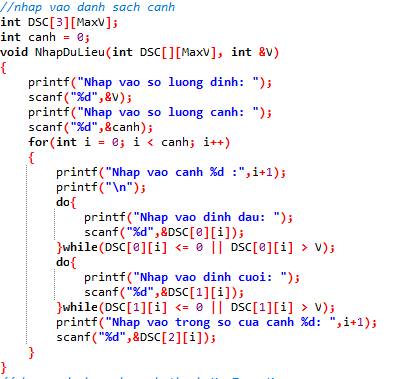 //nhap vao danh sach canh
int DSC[3][MaxV];
int canh = 0;
void NhapDuLieu(int DSC[][MaxV], int &V)
{
    printf("Nhap vao so luong dinh: ");
    scanf("%d",&V);
    printf("Nhap vao so luong canh: ");
    scanf("%d",&canh);
    for(int i = 0; i < canh; i++)
    {
        printf("Nhap vao canh %d :",i+1);
        printf("\n");
        do{
            printf("Nhap vao dinh dau: ");
            scanf("%d",&DSC[0][i]);
        }while(DSC[0][i] <= 0 || DSC[0][i] > V);
        do{
            printf("Nhap vao dinh cuoi: ");
            scanf("%d",&DSC[1][i]);
        }while(DSC[1][i] <= 0 || DSC[1][i] > V);
        printf("Nhap vao trong so cua canh %d: ",i+1);
        scanf("%d",&DSC[2][i]);
    }
}